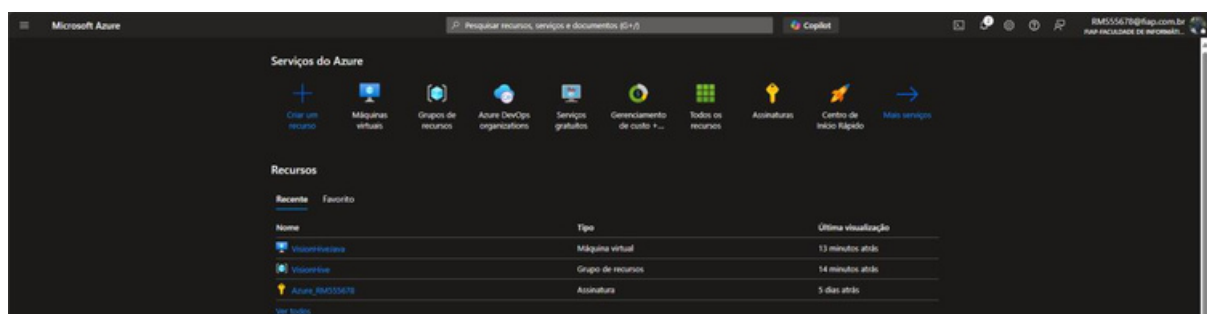 Microsoft Azure
Pesquisar recursos, serviços e documentos (G+/)
Copilot
RM555678@fiap.com.br
FIAP-FACULDADE DE INFORMÁTI...
Serviços do Azure
Criar um recurso
Máquinas virtuais
Grupos de recursos
Azure DevOps organizations
Serviços gratuitos
Gerenciamento de custo +...
Todos os recursos
Assinaturas
Centro de Início Rápido
Mais serviços
Recursos
Recente Favorito
Nome Tipo Última visualização
VisionHiveJava Máquina virtual 13 minutos atrás
VisionHive Grupo de recursos 14 minutos atrás
Azure_RM555678 Assinatura 5 dias atrás
Ver todos